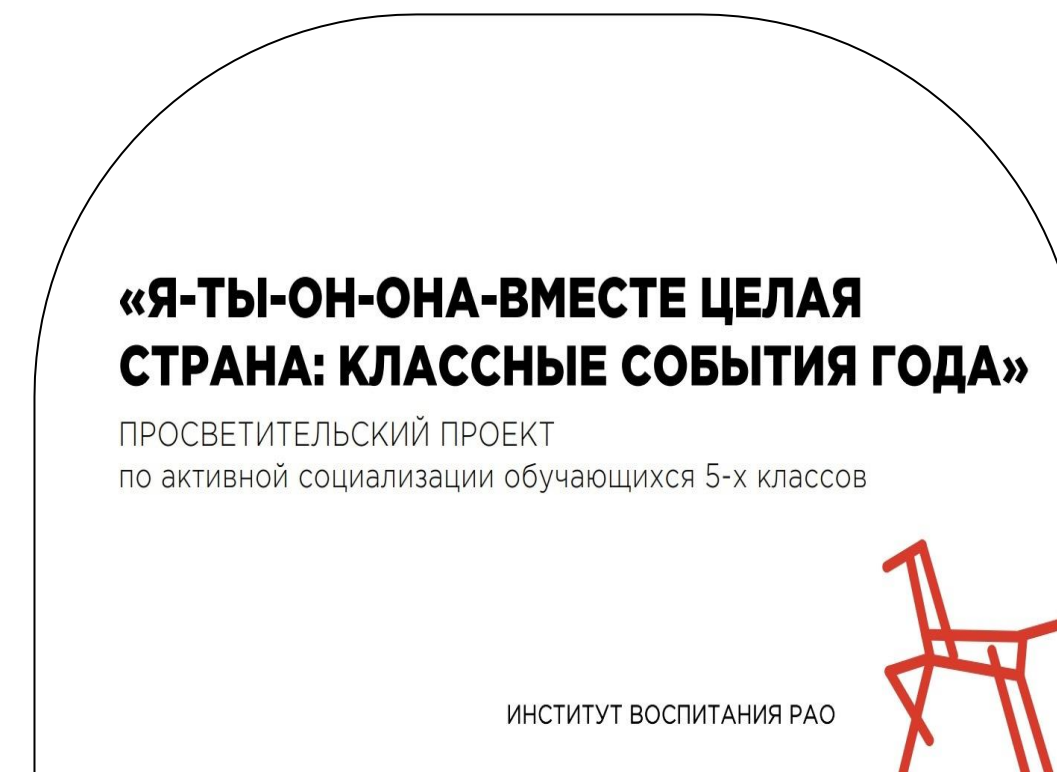 «Я-ТЫ-ОН-ОНА-ВМЕСТЕ ЦЕЛАЯ
СТРАНА: КЛАССНЫЕ СОБЫТИЯ ГОДА»
ПРОСВЕТИТЕЛЬСКИЙ ПРОЕКТ
по активной социализации обучающихся 5-х классов
ИНСТИТУТ ВОСПИТАНИЯ РАО